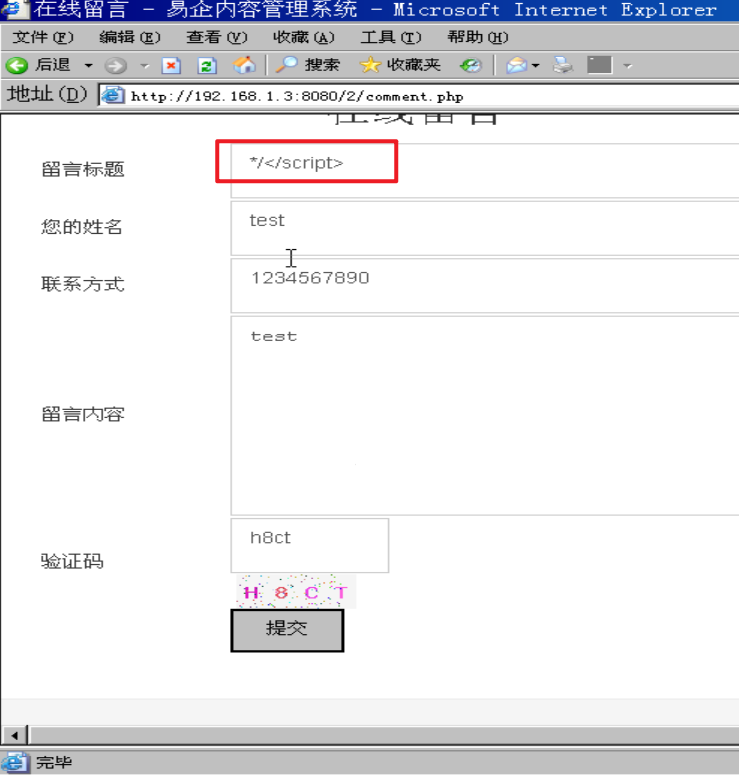 在线留言 - 易企内容管理系统 - Microsoft Internet Explorer
文件(F) 编辑(E) 查看(V) 收藏(A) 工具(T) 帮助(H)
后退 搜索 收藏夹
地址(D) http://192.168.1.3:8080/2/comment.php
在线留言
留言标题 */</script>
您的姓名 test
联系方式 1234567890
留言内容 test
验证码 h8ct
H 8 C T
提交
完毕